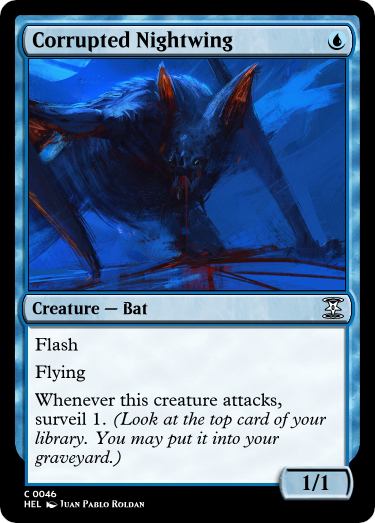 Corrupted Nightwing
Creature — Bat
Flash
Flying
Whenever this creature attacks,
surveil 1. (Look at the top card of your
library. You may put it into your
graveyard.)
1/1
C 0046
HEL Juan Pablo Roldan